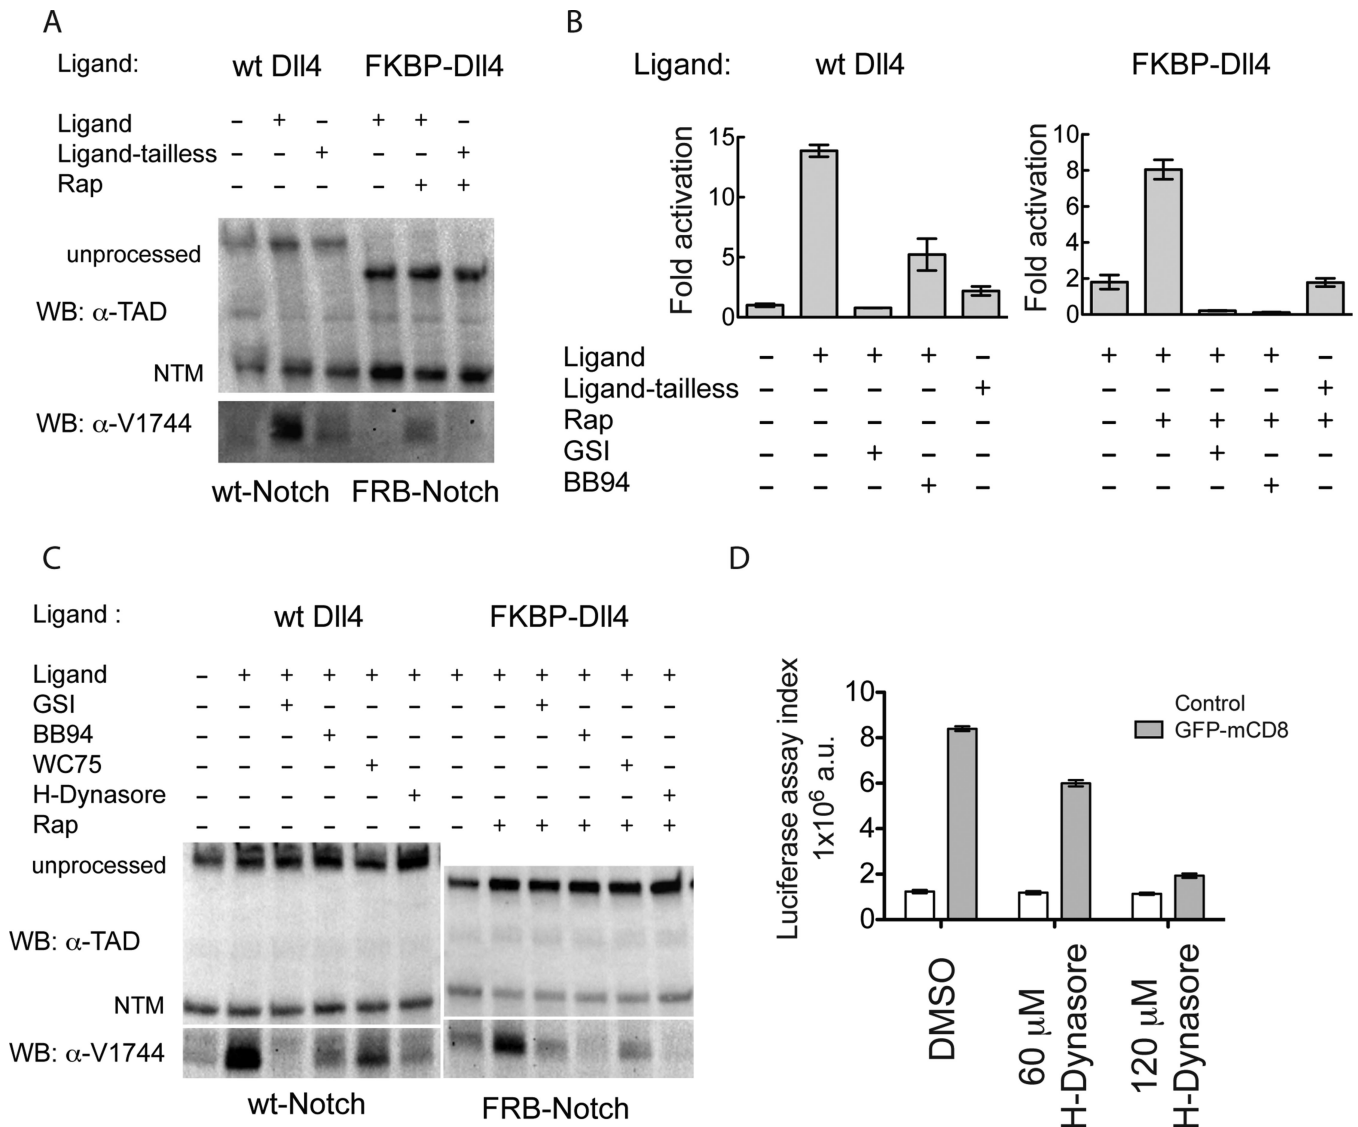 A
Ligand: wt Dll4 FKBP-Dll4
Ligand – + – + + –
Ligand-tailless – – + – – +
Rap – – – – + +
unprocessed
WB: α-TAD
NTM
WB: α-V1744
wt-Notch FRB-Notch
B
Ligand: wt Dll4 FKBP-Dll4
Fold activation
15
10
5
0
Fold activation
10
8
6
4
2
0
Ligand – + + + – + + + + –
Ligand-tailless – – – – + – – – – +
Rap – – – – – – + + + +
GSI – – + – – – – + – –
BB94 – – – + – – – – + –
C
Ligand : wt Dll4 FKBP-Dll4
Ligand – + + + + + + + + + + +
GSI – – + – – – – – + – – –
BB94 – – – + – – – – – + – –
WC75 – – – – + – – – – – + –
H-Dynasore – – – – – + – – – – – +
Rap – – – – – – – + + + + +
unprocessed
WB: α-TAD
NTM
WB: α-V1744
wt-Notch FRB-Notch
D
Luciferase assay index
1x10⁶ a.u.
10
8
6
4
2
0
Control
GFP-mCD8
DMSO
60 μM
H-Dynasore
120 μM
H-Dynasore